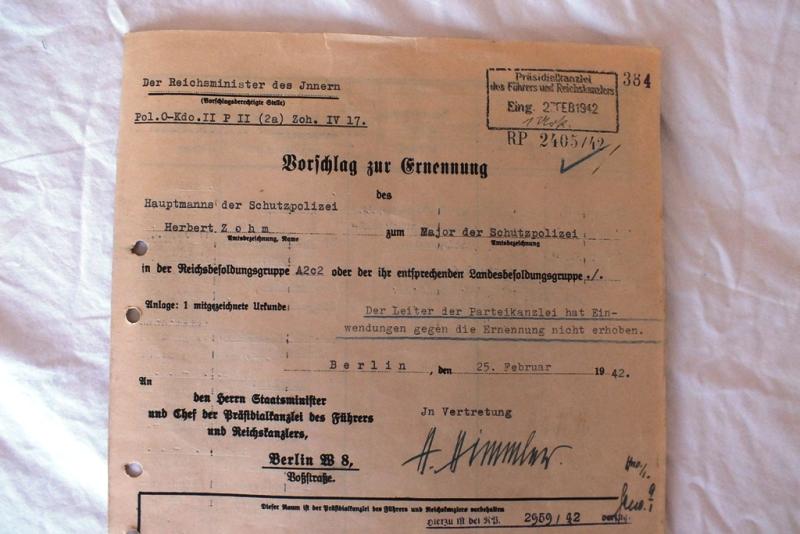 Der Reichsminister des Jnnern
(Vorschlagsberechtigte Stelle)
Pol.O-Kdo.II P II (2a) Zoh. IV 17.
Präsidialkanzlei
des Führers und Reichskanzlers
Eing. 27FEB1942
RP 2405/42
384
Vorschlag zur Ernennung
des
Hauptmanns der Schutzpolizei
Herbert Z o h m
Amtsbezeichnung, Name
zum Major der Schutzpolizei
Amtsbezeichnung
in der Reichsbesoldungsgruppe A2c2 oder der ihr entsprechenden Landesbesoldungsgruppe ./.
Anlage: 1 mitgezeichnete Urkunde
Der Leiter der Parteikanzlei hat Ein-
wendungen gegen die Ernennung nicht erhoben.
B e r l i n , den 25. Februar 1942.
An
den Herrn Staatsminister
und Chef der Präsidialkanzlei des Führers
und Reichskanzlers,
Berlin W 8,
Voßstraße.
Jn Vertretung
H. Himmler.
Dieser Raum ist der Präsidialkanzlei des Führers und Reichskanzlers vorbehalten
Hierzu ist bei RP. 2959/42